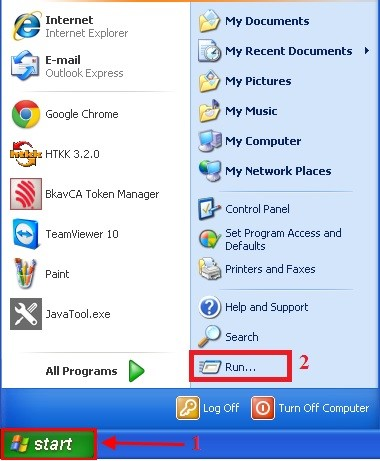 Internet
Internet Explorer
E-mail
Outlook Express
Google Chrome
HTKK 3.2.0
BkavCA Token Manager
TeamViewer 10
Paint
JavaTool.exe
All Programs
My Documents
My Recent Documents
My Pictures
My Music
My Computer
My Network Places
Control Panel
Set Program Access and
Defaults
Printers and Faxes
Help and Support
Search
Run...
2
Log Off
Turn Off Computer
start
1